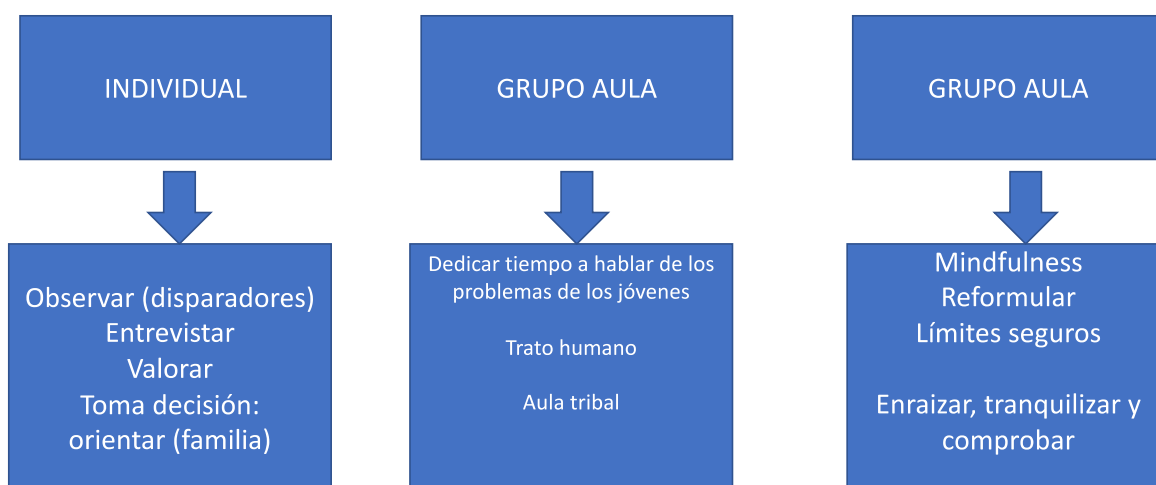 INDIVIDUAL
Observar (disparadores)
Entrevistar
Valorar
Toma decisión:
orientar (familia)
GRUPO AULA
Dedicar tiempo a hablar de los
problemas de los jóvenes
Trato humano
Aula tribal
GRUPO AULA
Mindfulness
Reformular
Límites seguros
Enraizar, tranquilizar y
comprobar